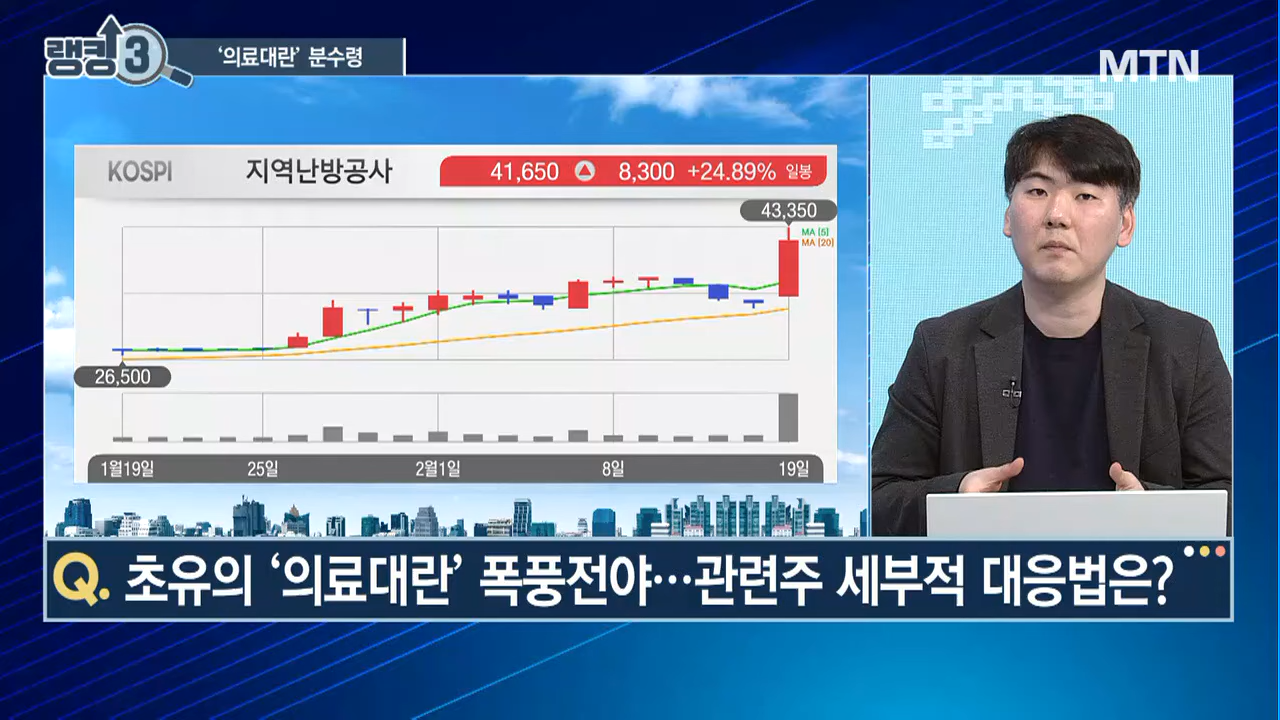 랭킹3
'의료대란' 분수령
MTN
KOSPI 지역난방공사 41,650 8,300 +24.89% 일봉
43,350
MA [5]
MA [20]
26,500
1월19일 25일 2월1일 8일 19일
Q. 초유의 '의료대란' 폭풍전야…관련주 세부적 대응법은?